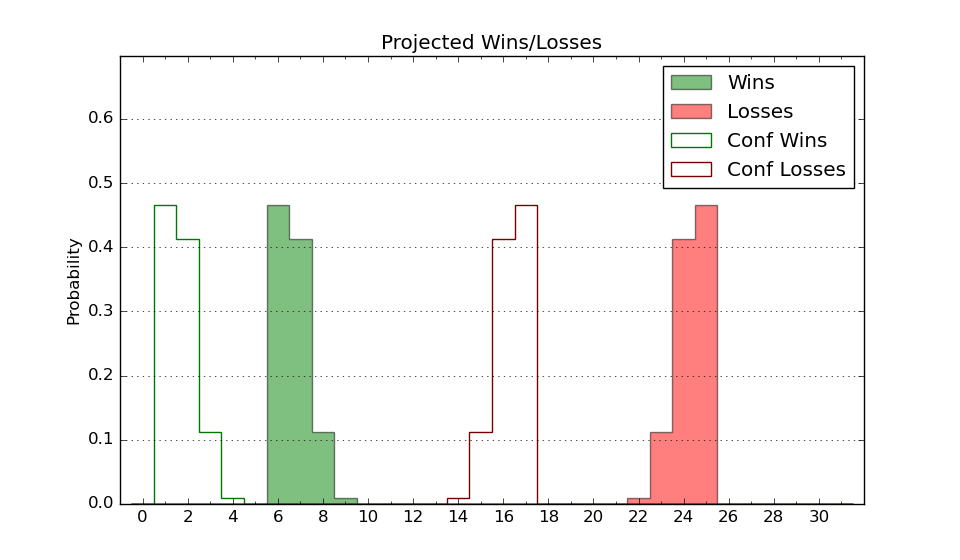 Projected Wins/Losses
Wins
Losses
Conf Wins
Conf Losses
Probability
0.6
0.5
0.4
0.3
0.2
0.1
0.0
0 2 4 6 8 10 12 14 16 18 20 22 24 26 28 30